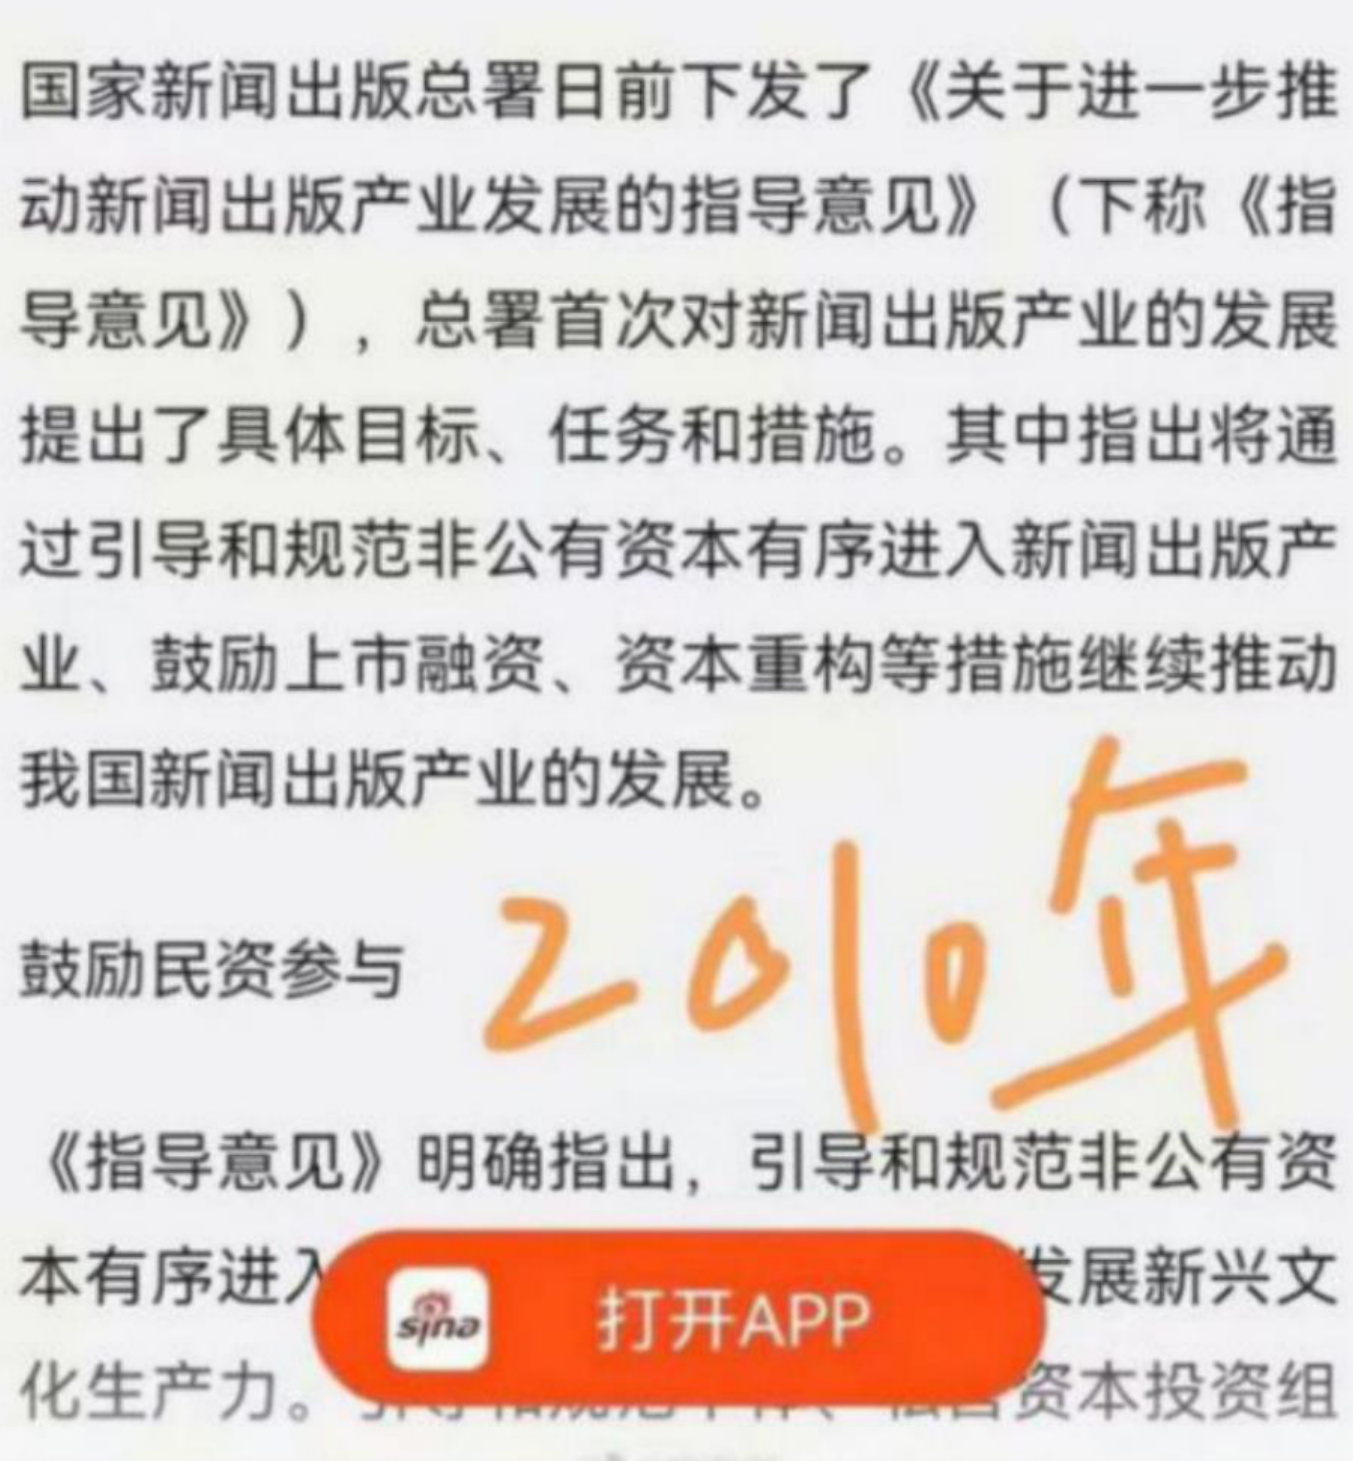 国家新闻出版总署日前下发了《关于进一步推
动新闻出版产业发展的指导意见》（下称《指
导意见》），总署首次对新闻出版产业的发展
提出了具体目标、任务和措施。其中指出将通
过引导和规范非公有资本有序进入新闻出版产
业、鼓励上市融资、资本重构等措施继续推动
我国新闻出版产业的发展。
2010年
鼓励民资参与
《指导意见》明确指出，引导和规范非公有资
本有序进入 发展新兴文
sina 打开APP
化生产力。 资本投资组